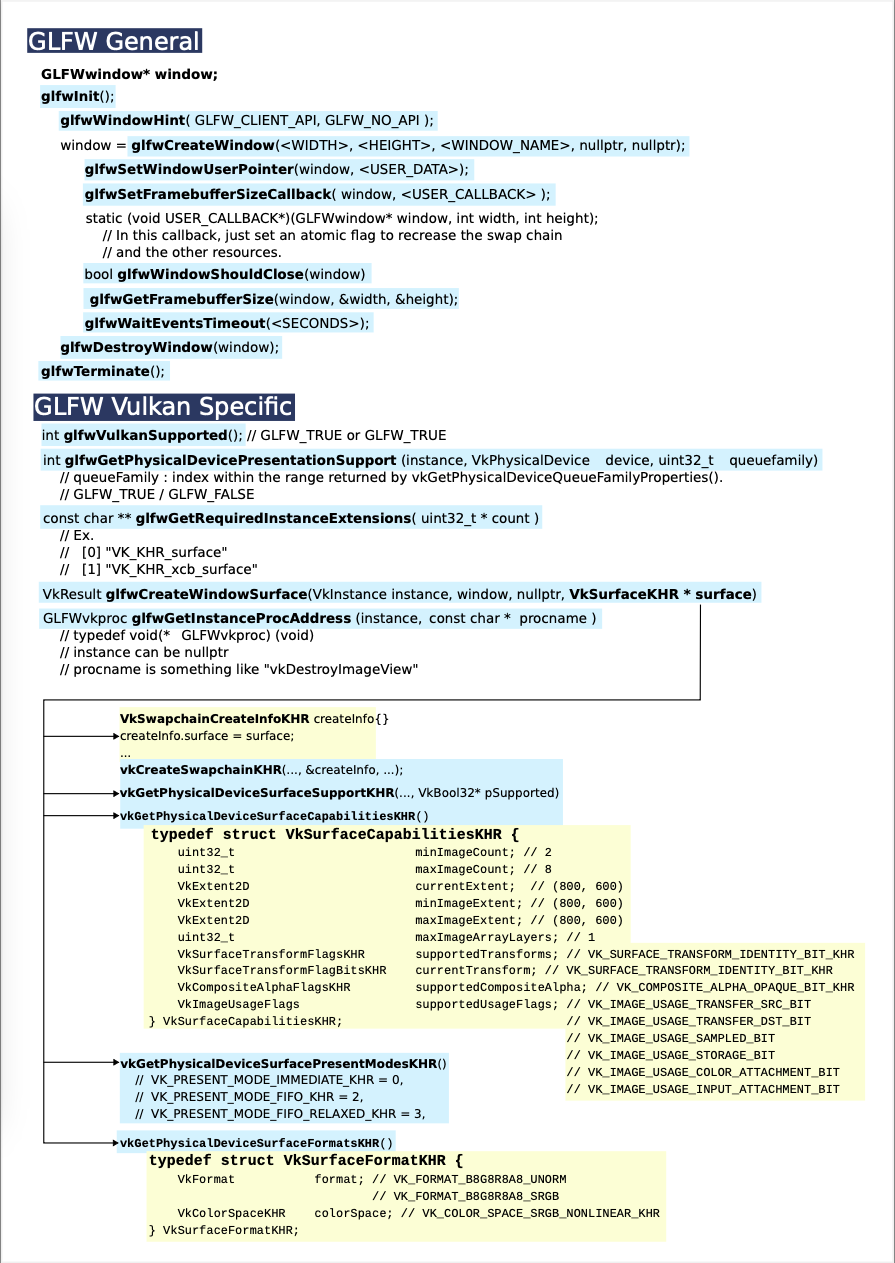 GLFW General
GLFWwindow* window;
glfwInit();
glfwWindowHint( GLFW_CLIENT_API, GLFW_NO_API );
window = glfwCreateWindow(<WIDTH>, <HEIGHT>, <WINDOW_NAME>, nullptr, nullptr);
glfwSetWindowUserPointer(window, <USER_DATA>);
glfwSetFramebufferSizeCallback( window, <USER_CALLBACK> );
static (void USER_CALLBACK*)(GLFWwindow* window, int width, int height);
// In this callback, just set an atomic flag to recrease the swap chain
// and the other resources.
bool glfwWindowShouldClose(window)
glfwGetFramebufferSize(window, &width, &height);
glfwWaitEventsTimeout(<SECONDS>);
glfwDestroyWindow(window);
glfwTerminate();
GLFW Vulkan Specific
int glfwVulkanSupported(); // GLFW_TRUE or GLFW_TRUE
int glfwGetPhysicalDevicePresentationSupport (instance, VkPhysicalDevice device, uint32_t queuefamily)
// queueFamily : index within the range returned by vkGetPhysicalDeviceQueueFamilyProperties().
// GLFW_TRUE / GLFW_FALSE
const char ** glfwGetRequiredInstanceExtensions( uint32_t * count )
// Ex.
// [0] "VK_KHR_surface"
// [1] "VK_KHR_xcb_surface"
VkResult glfwCreateWindowSurface(VkInstance instance, window, nullptr, VkSurfaceKHR * surface)
GLFWvkproc glfwGetInstanceProcAddress (instance, const char * procname )
// typedef void(* GLFWvkproc) (void)
// instance can be nullptr
// procname is something like "vkDestroyImageView"
VkSwapchainCreateInfoKHR createInfo{}
createInfo.surface = surface;
...
vkCreateSwapchainKHR(..., &createInfo, ...);
vkGetPhysicalDeviceSurfaceSupportKHR(..., VkBool32* pSupported)
vkGetPhysicalDeviceSurfaceCapabilitiesKHR()
typedef struct VkSurfaceCapabilitiesKHR {
uint32_t minImageCount; // 2
uint32_t maxImageCount; // 8
VkExtent2D currentExtent; // (800, 600)
VkExtent2D minImageExtent; // (800, 600)
VkExtent2D maxImageExtent; // (800, 600)
uint32_t maxImageArrayLayers; // 1
VkSurfaceTransformFlagsKHR supportedTransforms; // VK_SURFACE_TRANSFORM_IDENTITY_BIT_KHR
VkSurfaceTransformFlagBitsKHR currentTransform; // VK_SURFACE_TRANSFORM_IDENTITY_BIT_KHR
VkCompositeAlphaFlagsKHR supportedCompositeAlpha; // VK_COMPOSITE_ALPHA_OPAQUE_BIT_KHR
VkImageUsageFlags supportedUsageFlags; // VK_IMAGE_USAGE_TRANSFER_SRC_BIT
} VkSurfaceCapabilitiesKHR; // VK_IMAGE_USAGE_TRANSFER_DST_BIT
// VK_IMAGE_USAGE_SAMPLED_BIT
// VK_IMAGE_USAGE_STORAGE_BIT
// VK_IMAGE_USAGE_COLOR_ATTACHMENT_BIT
// VK_IMAGE_USAGE_INPUT_ATTACHMENT_BIT
vkGetPhysicalDeviceSurfacePresentModesKHR()
// VK_PRESENT_MODE_IMMEDIATE_KHR = 0,
// VK_PRESENT_MODE_FIFO_KHR = 2,
// VK_PRESENT_MODE_FIFO_RELAXED_KHR = 3,
vkGetPhysicalDeviceSurfaceFormatsKHR()
typedef struct VkSurfaceFormatKHR {
VkFormat format; // VK_FORMAT_B8G8R8A8_UNORM
// VK_FORMAT_B8G8R8A8_SRGB
VkColorSpaceKHR colorSpace; // VK_COLOR_SPACE_SRGB_NONLINEAR_KHR
} VkSurfaceFormatKHR;